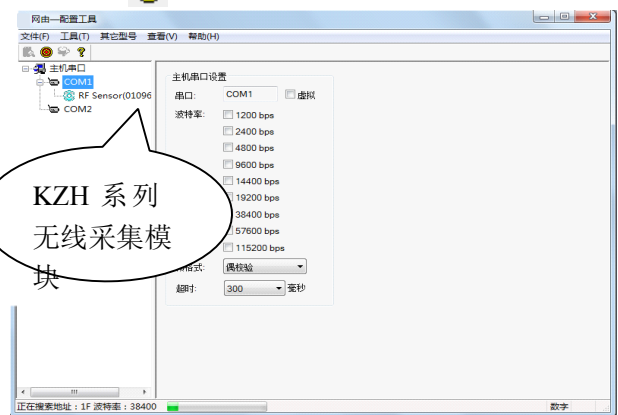 网由—配置工具
文件(F) 工具(T) 其它型号 查看(V) 帮助(H)
主机串口
COM1
RF Sensor(01096
COM2
主机串口设置
串口: COM1 虚拟
波特率: 1200 bps
2400 bps
4800 bps
9600 bps
14400 bps
19200 bps
38400 bps
57600 bps
115200 bps
格式: 偶校验
超时: 300 毫秒
KZH 系列
无线采集模
块
正在搜索地址：1F 波特率：38400
数字